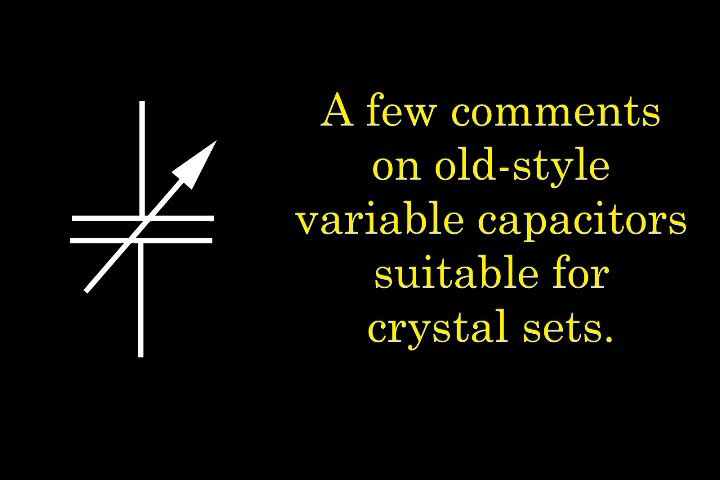 A few comments
on old-style
variable capacitors
suitable for
crystal sets.